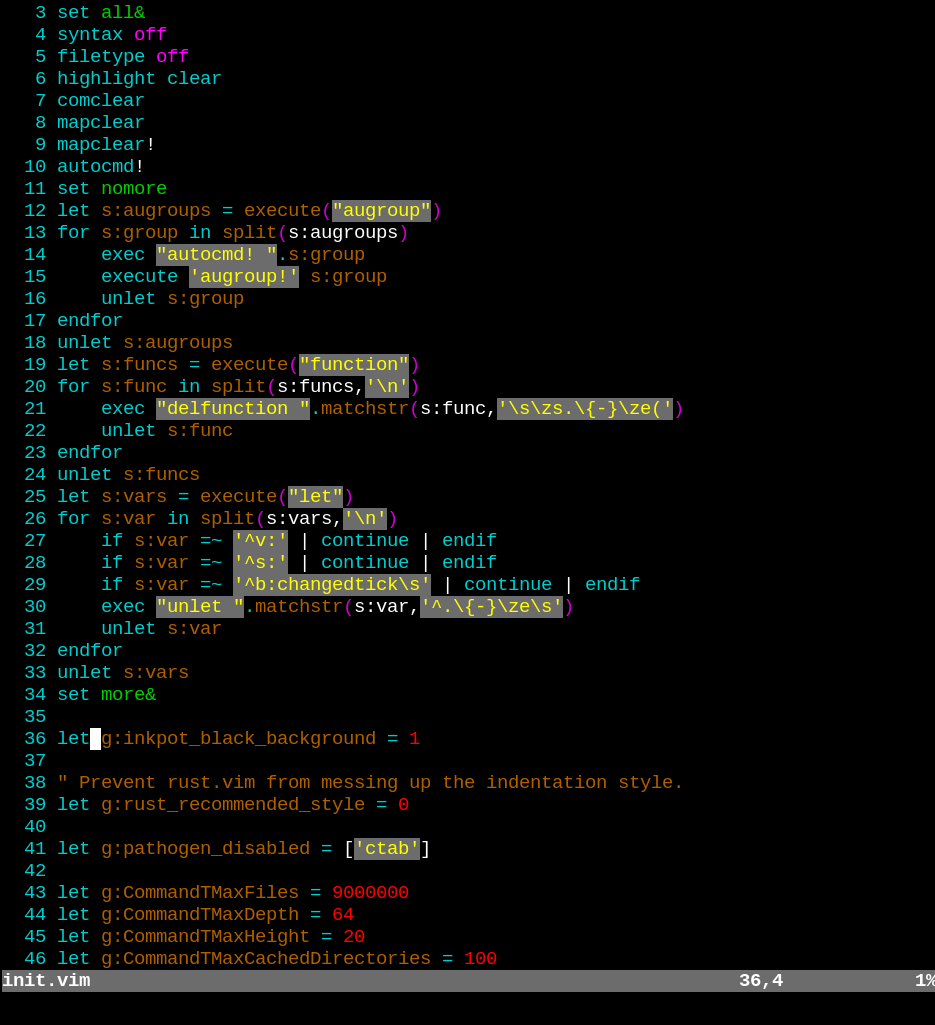 3 set all&
4 syntax off
5 filetype off
6 highlight clear
7 comclear
8 mapclear
9 mapclear!
10 autocmd!
11 set nomore
12 let s:augroups = execute("augroup")
13 for s:group in split(s:augroups)
14     exec "autocmd! ".s:group
15     execute 'augroup!' s:group
16     unlet s:group
17 endfor
18 unlet s:augroups
19 let s:funcs = execute("function")
20 for s:func in split(s:funcs,'\n')
21     exec "delfunction ".matchstr(s:func,'\s\zs.\{-}\ze(')
22     unlet s:func
23 endfor
24 unlet s:funcs
25 let s:vars = execute("let")
26 for s:var in split(s:vars,'\n')
27     if s:var =~ '^v:' | continue | endif
28     if s:var =~ '^s:' | continue | endif
29     if s:var =~ '^b:changedtick\s' | continue | endif
30     exec "unlet ".matchstr(s:var,'^.\{-}\ze\s')
31     unlet s:var
32 endfor
33 unlet s:vars
34 set more&
35
36 let g:inkpot_black_background = 1
37
38 " Prevent rust.vim from messing up the indentation style.
39 let g:rust_recommended_style = 0
40
41 let g:pathogen_disabled = ['ctab']
42
43 let g:CommandTMaxFiles = 9000000
44 let g:CommandTMaxDepth = 64
45 let g:CommandTMaxHeight = 20
46 let g:CommandTMaxCachedDirectories = 100
init.vim 36,4 1%